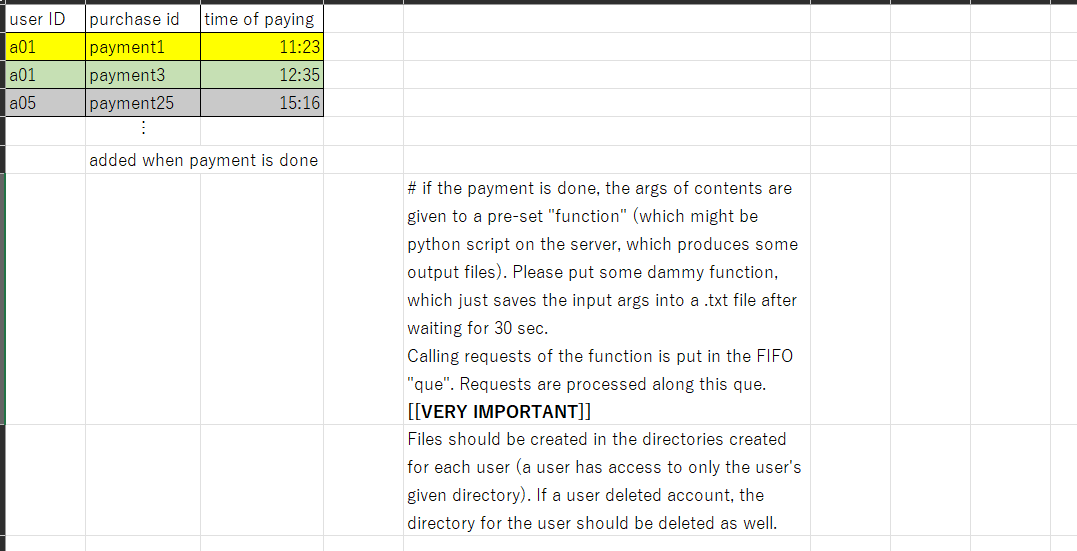 user ID purchase id time of paying
a01 payment1 11:23
a01 payment3 12:35
a05 payment25 15:16
⋮
added when payment is done
# if the payment is done, the args of contents are
given to a pre-set "function" (which might be
python script on the server, which produces some
output files). Please put some dammy function,
which just saves the input args into a .txt file after
waiting for 30 sec.
Calling requests of the function is put in the FIFO
"que". Requests are processed along this que.
[[VERY IMPORTANT]]
Files should be created in the directories created
for each user (a user has access to only the user's
given directory). If a user deleted account, the
directory for the user should be deleted as well.